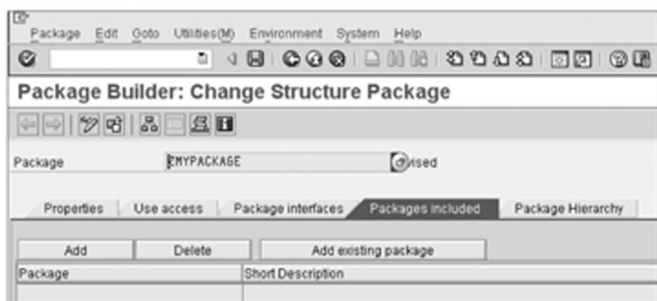 Package Edit Goto Utilities(M) Environment System Help
Package Builder: Change Structure Package
Package ZMYPACKAGE vised
Properties Use access Package interfaces Packages included Package Hierarchy
Add Delete Add existing package
Package Short Description